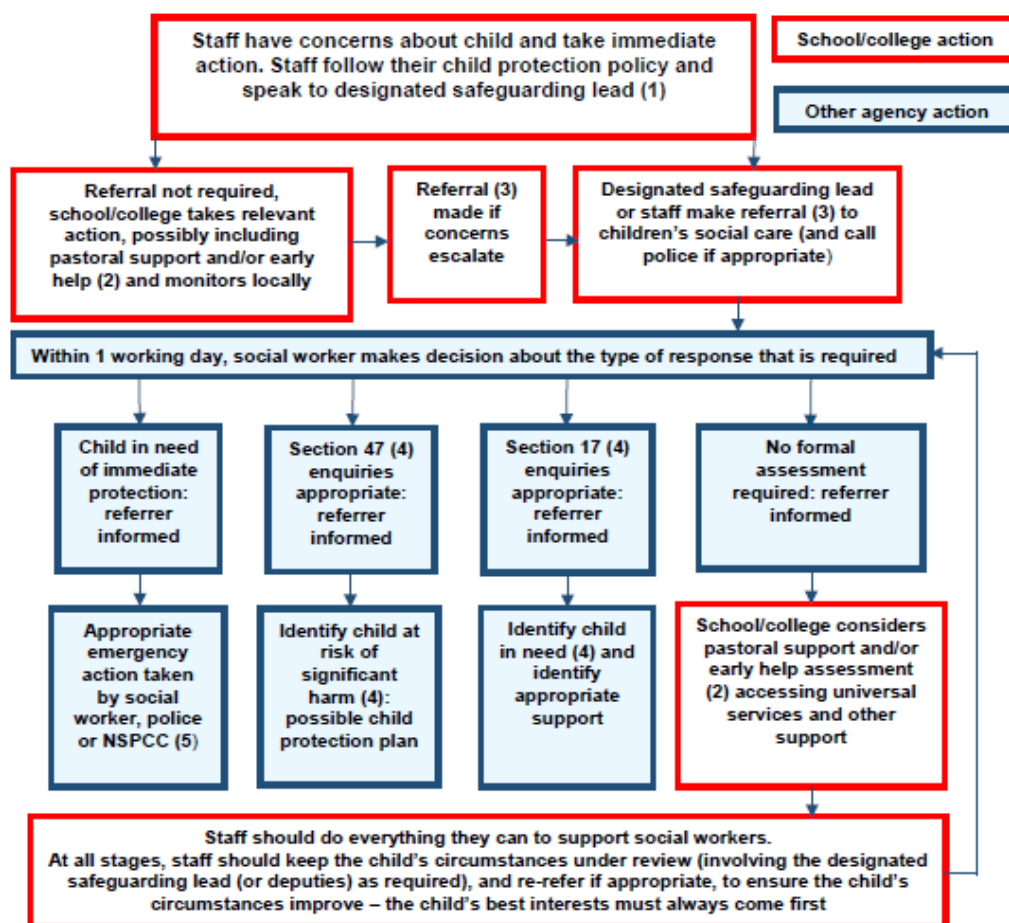 Staff have concerns about child and take immediate
action. Staff follow their child protection policy and
speak to designated safeguarding lead (1)
School/college action
Other agency action
Referral not required,
school/college takes relevant
action, possibly including
pastoral support and/or early
help (2) and monitors locally
Referral (3)
made if
concerns
escalate
Designated safeguarding lead
or staff make referral (3) to
children's social care (and call
police if appropriate)
Within 1 working day, social worker makes decision about the type of response that is required
Child in need
of immediate
protection:
referrer
informed
Section 47 (4)
enquiries
appropriate:
referrer
informed
Section 17 (4)
enquiries
appropriate:
referrer
informed
No formal
assessment
required: referrer
informed
Appropriate
emergency
action taken
by social
worker, police
or NSPCC (5)
Identify child at
risk of
significant
harm (4):
possible child
protection plan
Identify child
in need (4) and
identify
appropriate
support
School/college considers
pastoral support and/or
early help assessment
(2) accessing universal
services and other
support
Staff should do everything they can to support social workers.
At all stages, staff should keep the child's circumstances under review (involving the designated
safeguarding lead (or deputies) as required), and re-refer if appropriate, to ensure the child's
circumstances improve – the child's best interests must always come first